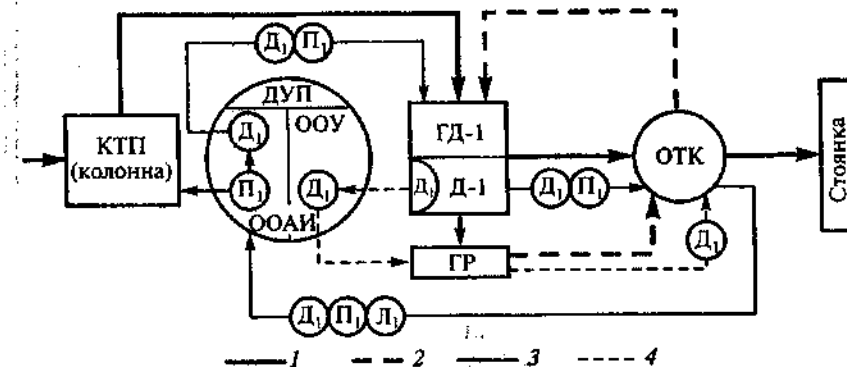 Д₁ П₁
ДУП
ООУ
Д₁
КТП
(колонна)
П₁
Д₁
ООАИ
ГД-1
Д₁ Д-1
Д₁ П₁
ГР
ОТК
Д₁
Стоянка
Д₁ П₁ Л₁
1 2 3 4